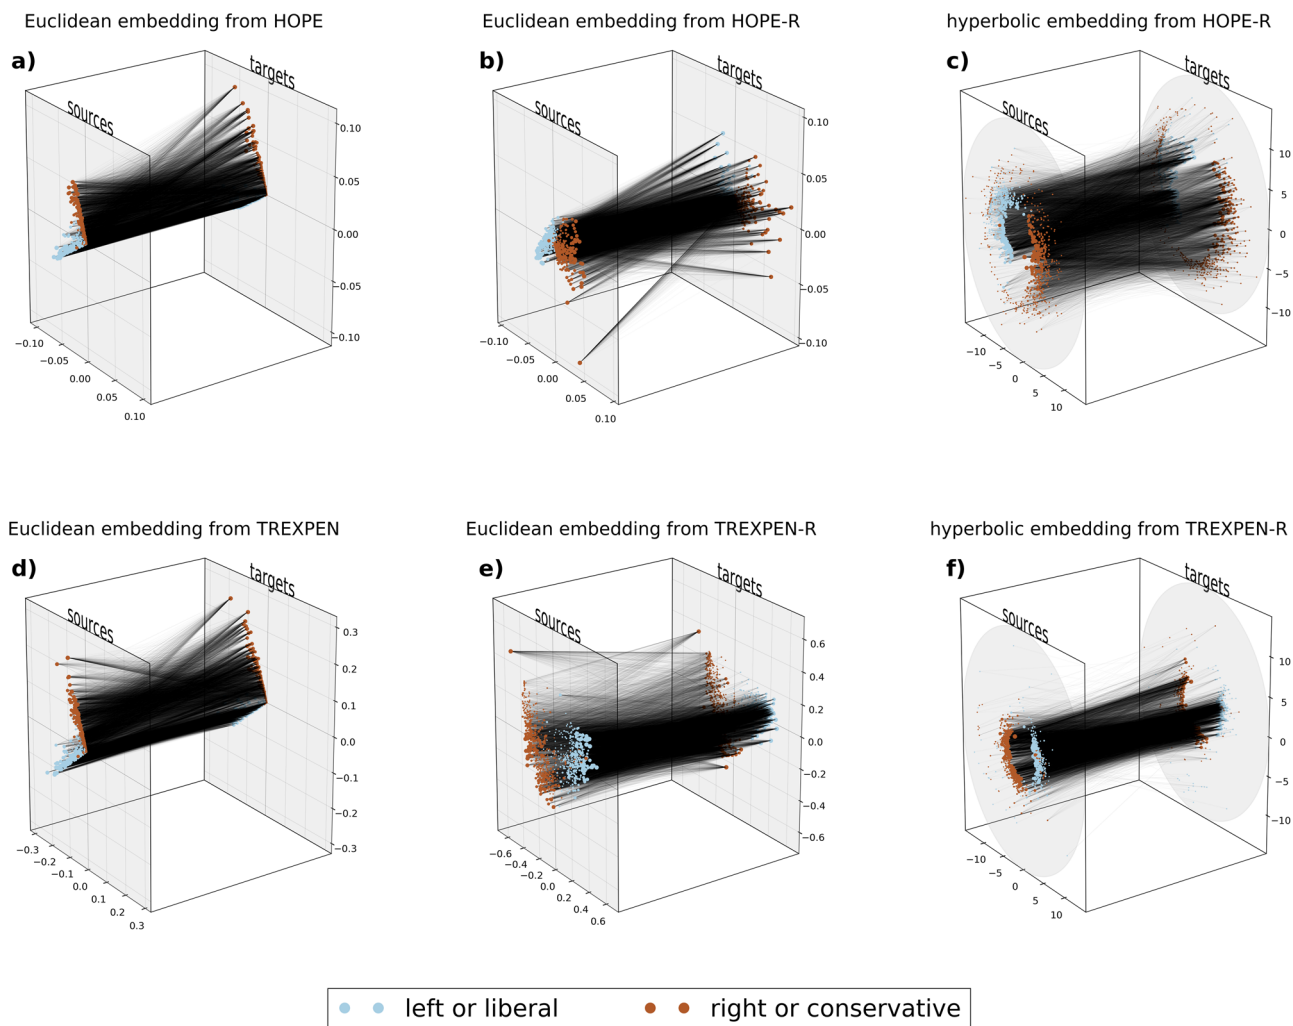 Euclidean embedding from HOPE
Euclidean embedding from HOPE-R
hyperbolic embedding from HOPE-R
a)
sources
targets
0.10
0.05
0.00
−0.05
−0.10
−0.10
−0.05
0.00
0.05
0.10
b)
sources
targets
0.10
0.05
0.00
−0.05
−0.10
−0.10
−0.05
0.00
0.05
0.10
c)
sources
targets
10
5
0
−5
−10
−10
−5
0
5
10
Euclidean embedding from TREXPEN
Euclidean embedding from TREXPEN-R
hyperbolic embedding from TREXPEN-R
d)
sources
targets
0.3
0.2
0.1
0.0
−0.1
−0.2
−0.3
−0.3
−0.2
−0.1
0.0
0.1
0.2
0.3
e)
sources
targets
0.6
0.4
0.2
0.0
−0.2
−0.4
−0.6
−0.6
−0.4
−0.2
0.0
0.2
0.4
0.6
f)
sources
targets
10
5
0
−5
−10
−10
−5
0
5
10
left or liberal
right or conservative